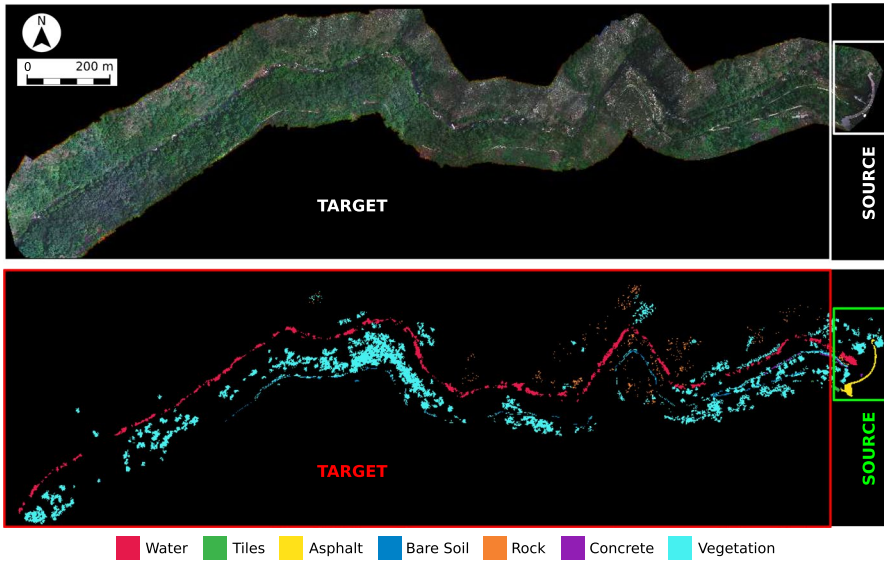 N
0 200 m
TARGET
SOURCE
TARGET
SOURCE
Water Tiles Asphalt Bare Soil Rock Concrete Vegetation